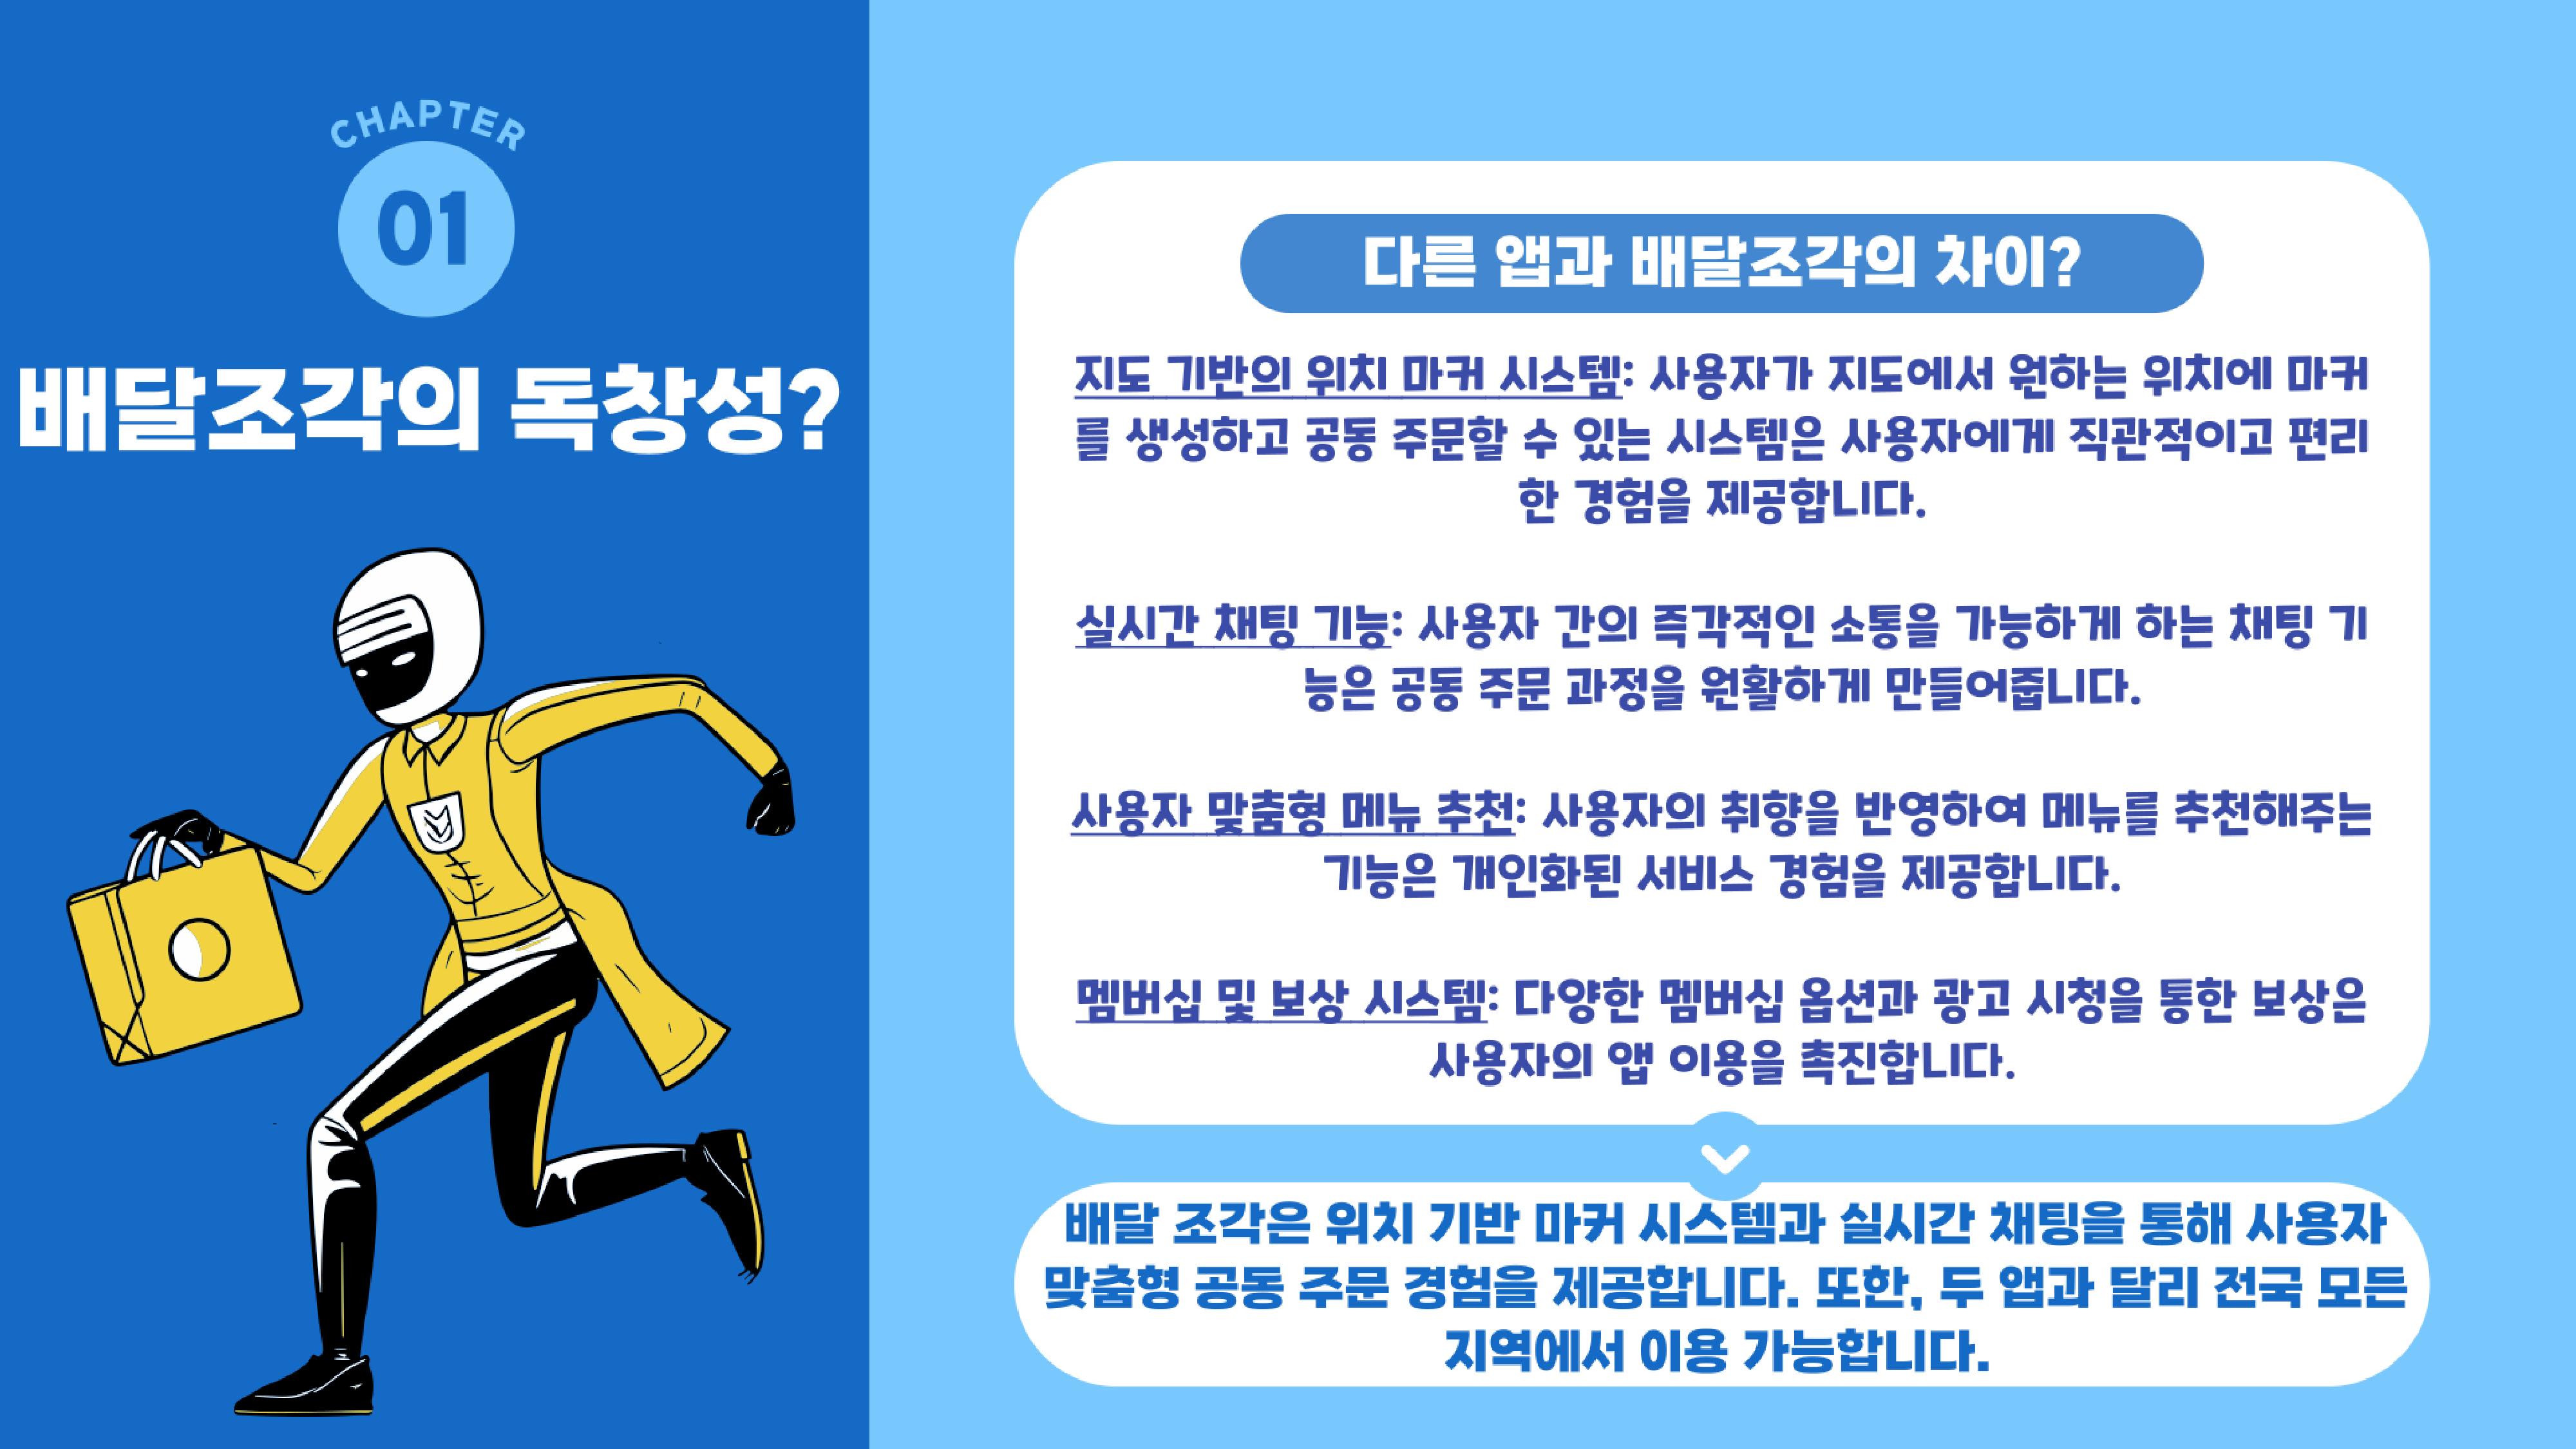 CHAPTER
01
배달조각의 독창성?
다른 앱과 배달조각의 차이?
지도 기반의 위치 마커 시스템: 사용자가 지도에서 원하는 위치에 마커
를 생성하고 공동 주문할 수 있는 시스템은 사용자에게 직관적이고 편리
한 경험을 제공합니다.
실시간 채팅 기능: 사용자 간의 즉각적인 소통을 가능하게 하는 채팅 기
능은 공동 주문 과정을 원활하게 만들어줍니다.
사용자 맞춤형 메뉴 추천: 사용자의 취향을 반영하여 메뉴를 추천해주는
기능은 개인화된 서비스 경험을 제공합니다.
멤버십 및 보상 시스템: 다양한 멤버십 옵션과 광고 시청을 통한 보상은
사용자의 앱 이용을 촉진합니다.
배달 조각은 위치 기반 마커 시스템과 실시간 채팅을 통해 사용자
맞춤형 공동 주문 경험을 제공합니다. 또한, 두 앱과 달리 전국 모든
지역에서 이용 가능합니다.